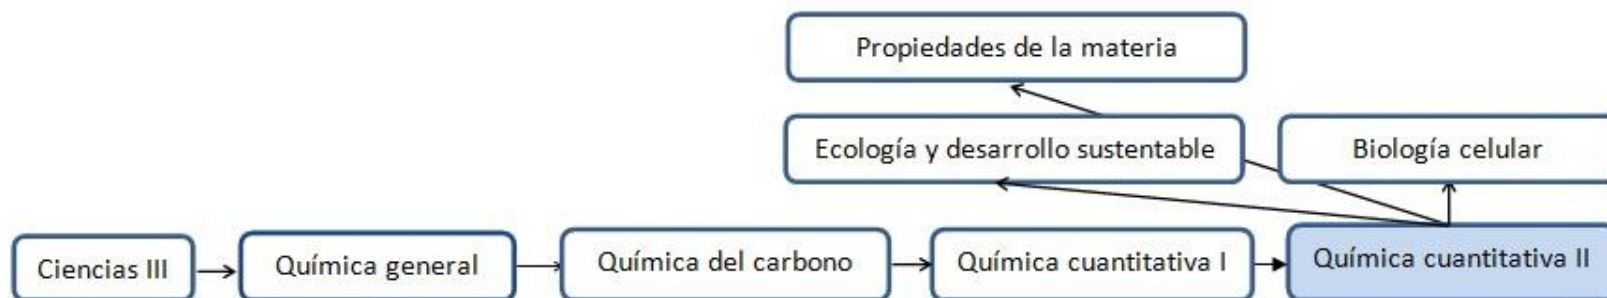 Propiedades de la materia
Ecología y desarrollo sustentable
Biología celular
Ciencias III
Química general
Química del carbono
Química cuantitativa I
Química cuantitativa II